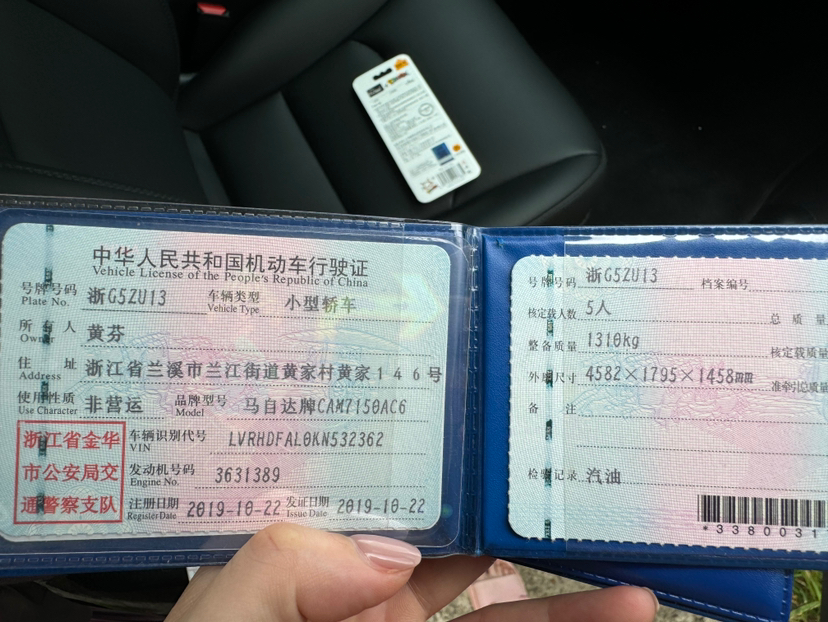 中华人民共和国机动车行驶证
Vehicle License of the People's Republic of China
号牌号码 Plate No. 浙G5ZU13 车辆类型 Vehicle Type 小型轿车
所有人 Owner 黄芬
住址 Address 浙江省兰溪市兰江街道黄家村黄家146号
使用性质 Use Character 非营运 品牌型号 Model 马自达牌CAM7150AC6
浙江省金华
市公安局交
通警察支队
车辆识别代号 VIN LVRHDFAL0KN532362
发动机号码 Engine No. 3631389
注册日期 Register Date 2019-10-22 发证日期 Issue Date 2019-10-22
号牌号码 浙G5ZU13 档案编号
核定载人数 5人 总质量
整备质量 1310kg 核定载质量
外廓尺寸 4582×1795×1458mm 准牵引总质量
备注
检验记录 汽油
*3380031